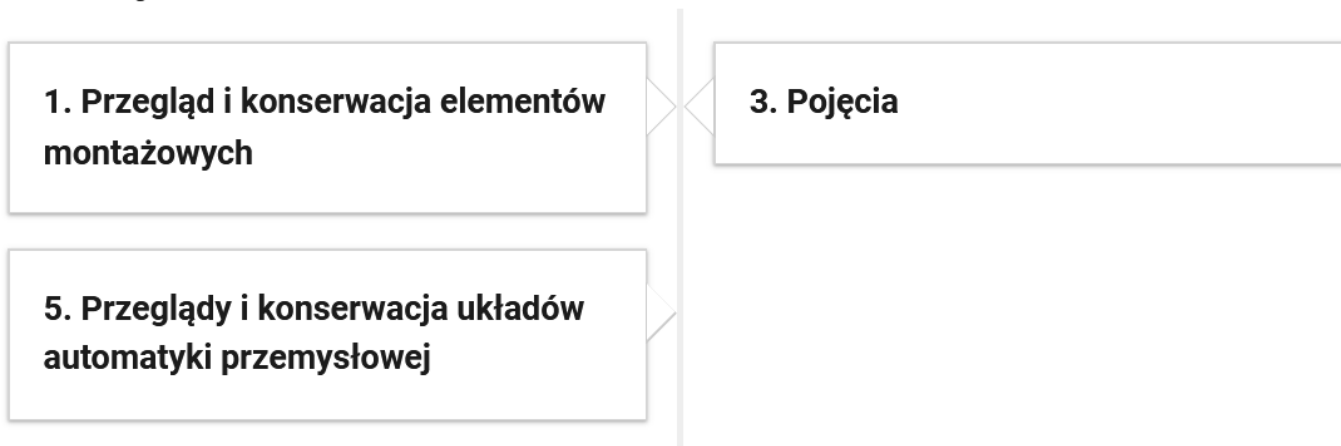 1. Przegląd i konserwacja elementów
montażowych
3. Pojęcia
5. Przeglądy i konserwacja układów
automatyki przemysłowej